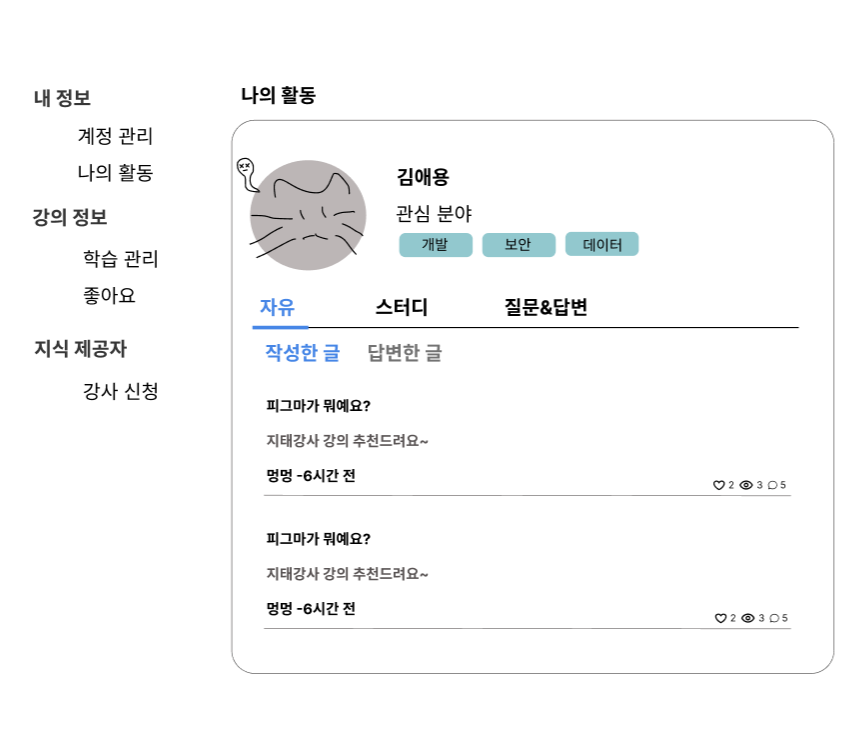 내 정보
계정 관리
나의 활동
강의 정보
학습 관리
좋아요
지식 제공자
강사 신청
나의 활동
김애용
관심 분야
개발 보안 데이터
자유 스터디 질문&답변
작성한 글 답변한 글
피그마가 뭐예요?
지태강사 강의 추천드려요~
멍멍 -6시간 전
2 3 5
피그마가 뭐예요?
지태강사 강의 추천드려요~
멍멍 -6시간 전
2 3 5